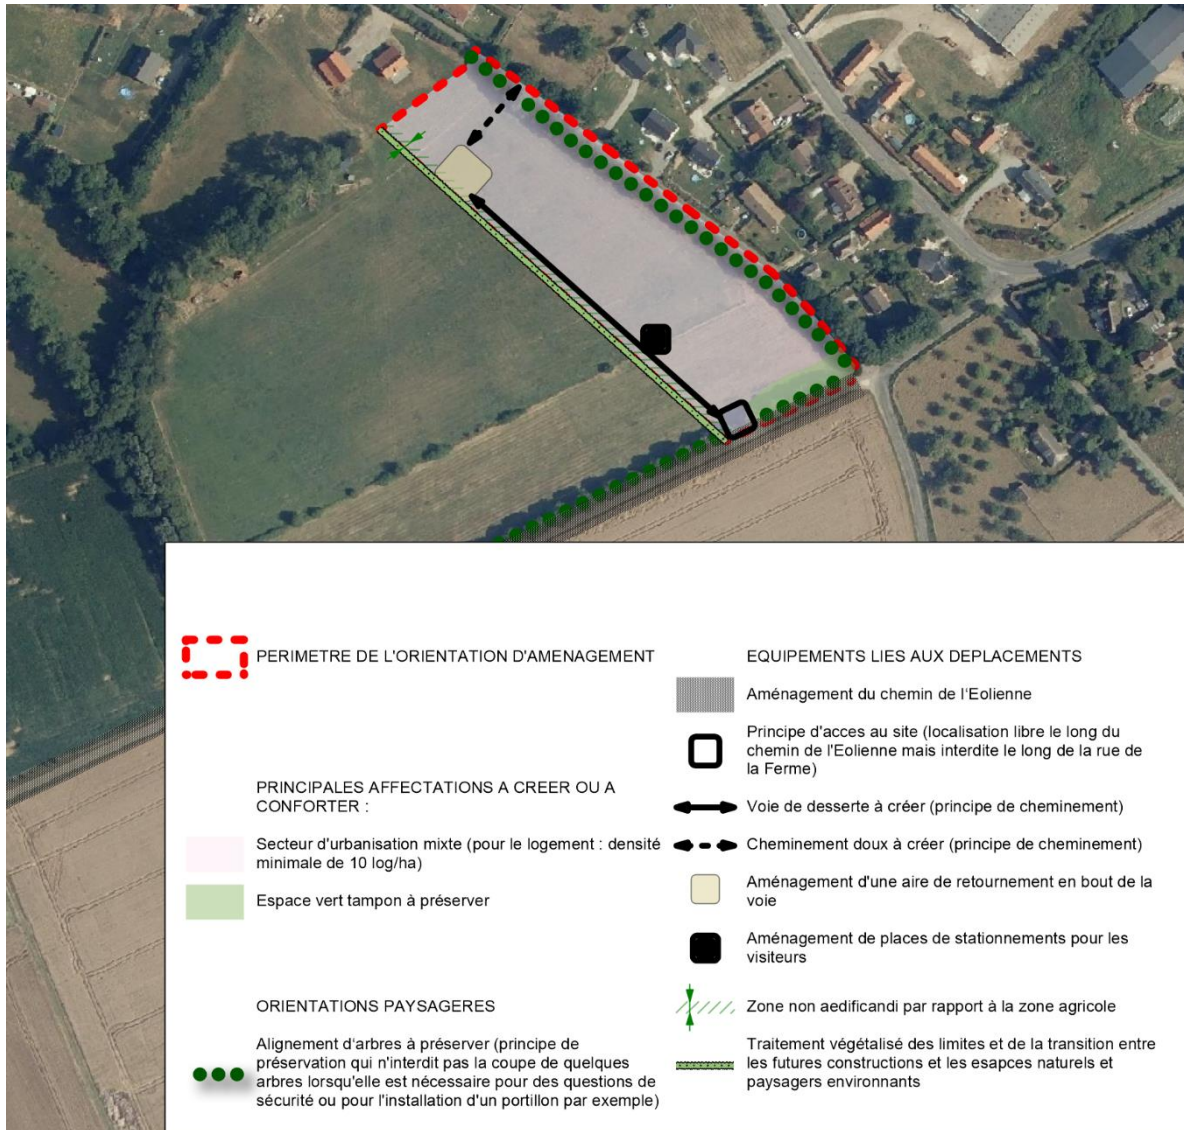 PERIMETRE DE L'ORIENTATION D'AMENAGEMENT
PRINCIPALES AFFECTATIONS A CREER OU A
CONFORTER :
Secteur d'urbanisation mixte (pour le logement : densité
minimale de 10 log/ha)
Espace vert tampon à préserver
ORIENTATIONS PAYSAGERES
Alignement d'arbres à préserver (principe de
préservation qui n'interdit pas la coupe de quelques
arbres lorsqu'elle est nécessaire pour des questions de
sécurité ou pour l'installation d'un portillon par exemple)
EQUIPEMENTS LIES AUX DEPLACEMENTS
Aménagement du chemin de l'Eolienne
Principe d'acces au site (localisation libre le long du
chemin de l'Eolienne mais interdite le long de la rue de
la Ferme)
Voie de desserte à créer (principe de cheminement)
Cheminement doux à créer (principe de cheminement)
Aménagement d'une aire de retournement en bout de la
voie
Aménagement de places de stationnements pour les
visiteurs
Zone non aedificandi par rapport à la zone agricole
Traitement végétalisé des limites et de la transition entre
les futures constructions et les esapces naturels et
paysagers environnants